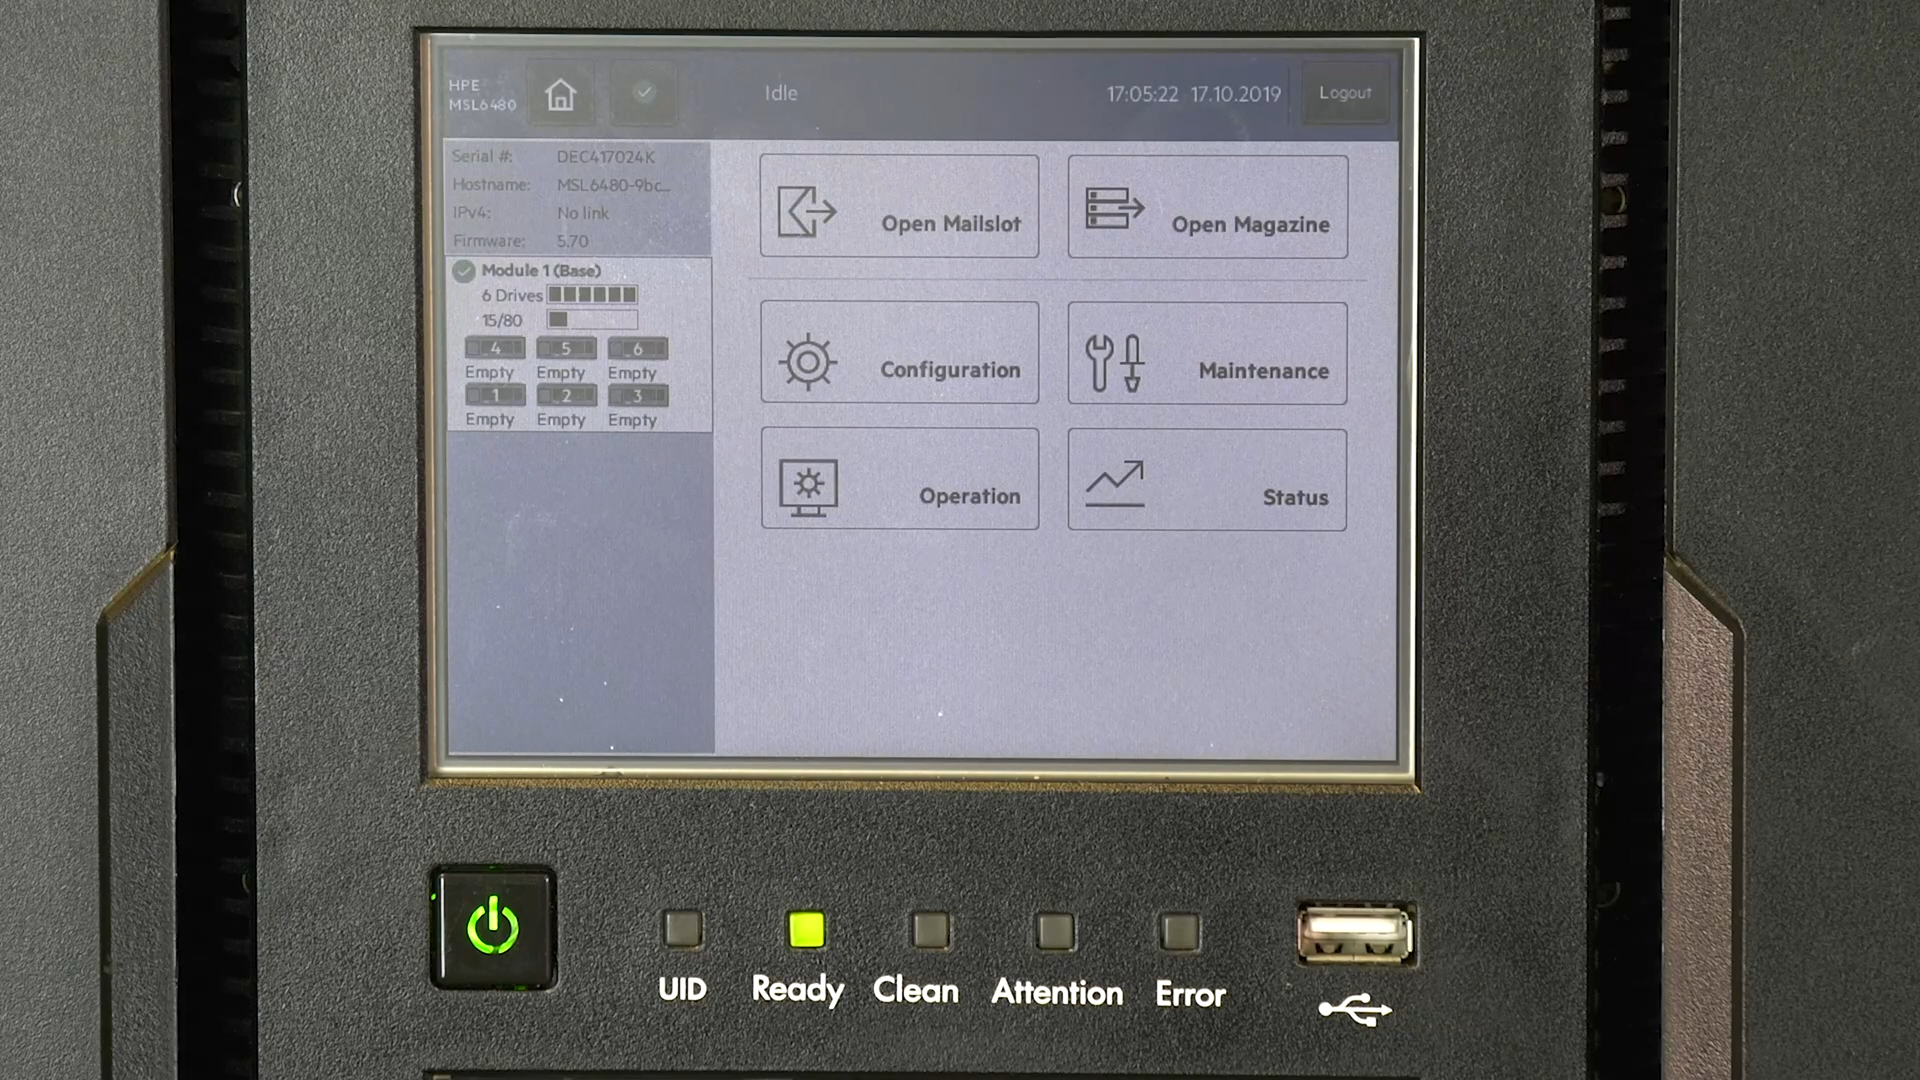 HPE
MSL6480
Idle
17:05:22 17.10.2019
Logout
Serial #: DEC417024K
Hostname: MSL6480-9bc...
IPv4: No link
Firmware: 5.70
Module 1 (Base)
6 Drives
15/80
4 5 6
Empty Empty Empty
1 2 3
Empty Empty Empty
Open Mailslot
Open Magazine
Configuration
Maintenance
Operation
Status
UID Ready Clean Attention Error